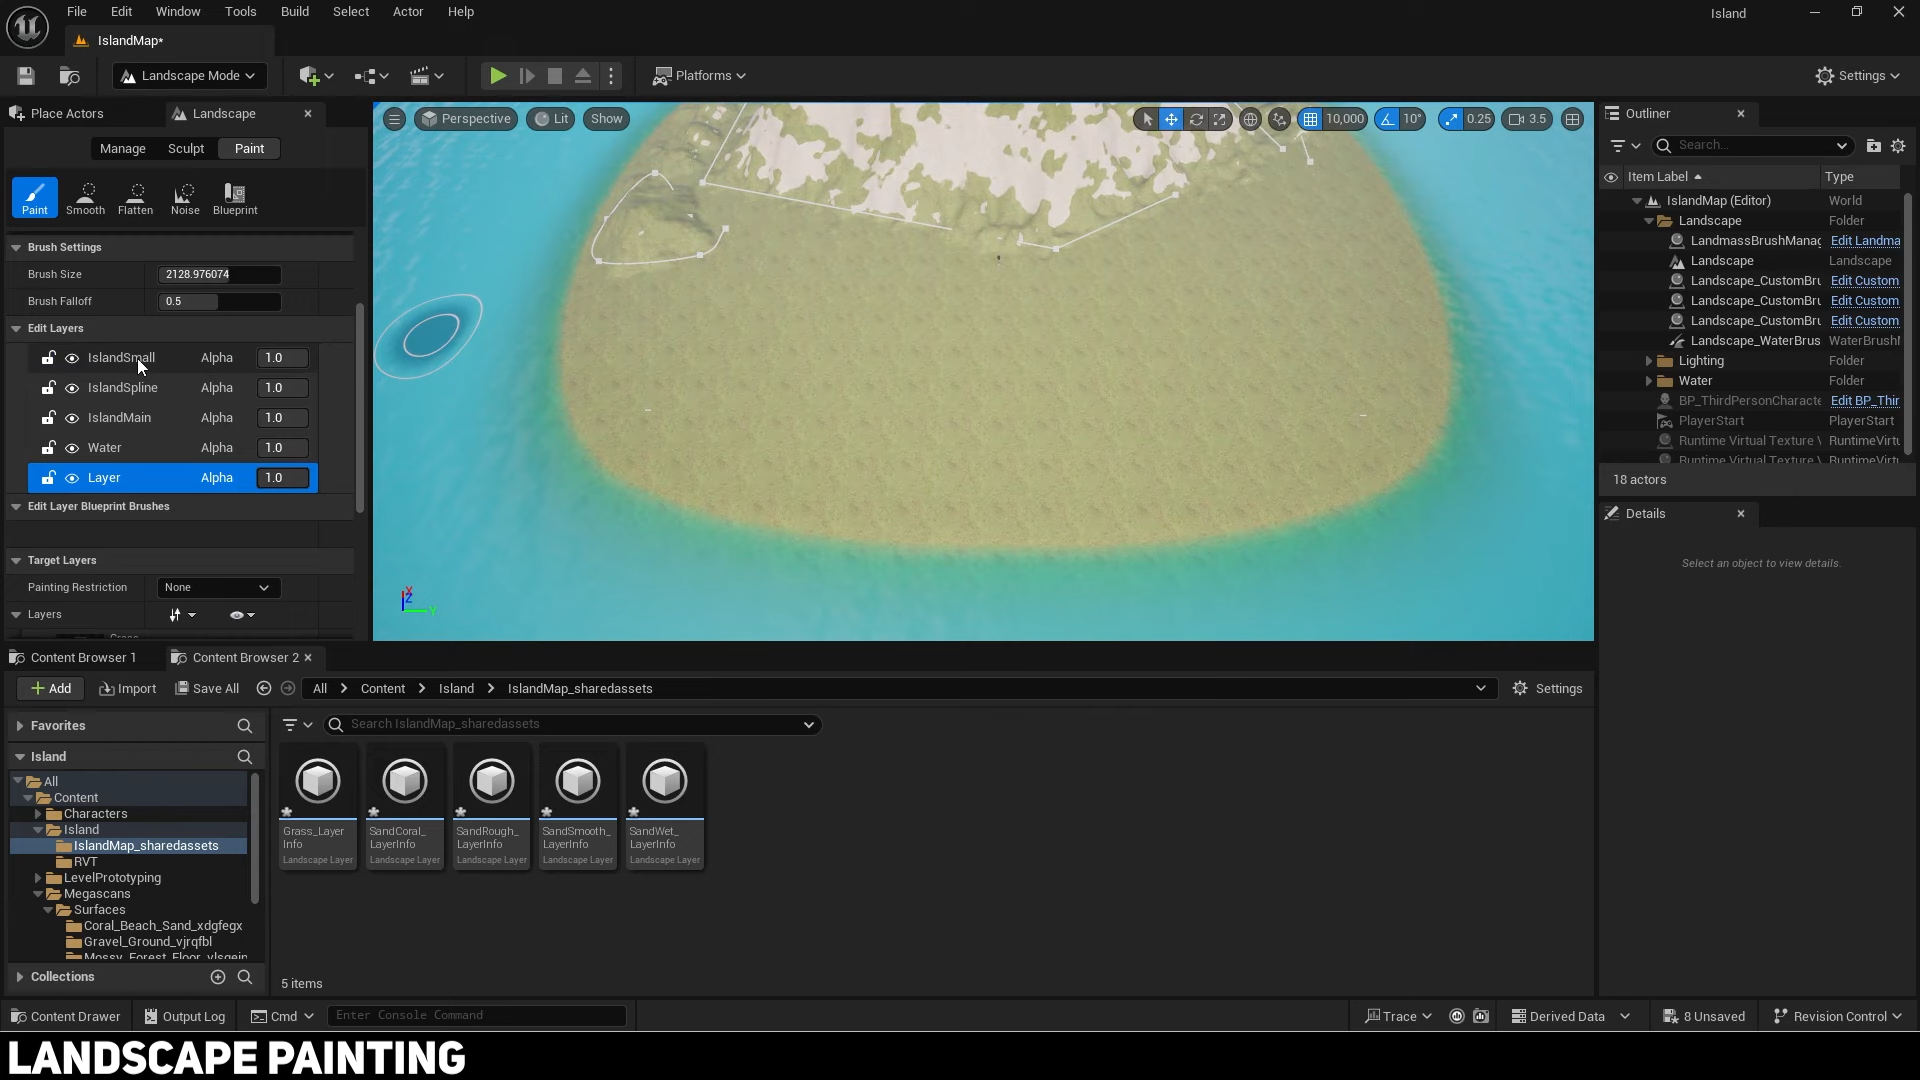 File Edit Window Tools Build Select Actor Help Island
IslandMap*
Landscape Mode Platforms Settings
Place Actors Landscape
Manage Sculpt Paint
Paint Smooth Flatten Noise Blueprint
Brush Settings
Brush Size 2128.976074
Brush Falloff 0.5
Edit Layers
IslandSmall Alpha 1.0
IslandSpline Alpha 1.0
IslandMain Alpha 1.0
Water Alpha 1.0
Layer Alpha 1.0
Edit Layer Blueprint Brushes
Target Layers
Painting Restriction None
Layers
Perspective Lit Show 10,000 10° 0.25 3.5
X
Z
Y
Outliner
Search...
Item Label Type
IslandMap (Editor) World
Landscape Folder
LandmassBrushManag Edit Landma
Landscape Landscape
Landscape_CustomBru Edit Custom
Landscape_CustomBru Edit Custom
Landscape_CustomBru Edit Custom
Landscape_WaterBrus WaterBrushM
Lighting Folder
Water Folder
BP_ThirdPersonCharacte Edit BP_Thir
PlayerStart PlayerStart
Runtime Virtual Texture V RuntimeVirtu
Runtime Virtual Texture V RuntimeVirtu
18 actors
Details
Select an object to view details.
Content Browser 1 Content Browser 2
Add Import Save All All Content Island IslandMap_sharedassets Settings
Favorites
Island
All
Content
Characters
Island
IslandMap_sharedassets
RVT
LevelPrototyping
Megascans
Surfaces
Coral_Beach_Sand_xdgfegx
Gravel_Ground_vjrqfbl
Collections
Search IslandMap_sharedassets
Grass_Layer
Info
Landscape Layer
SandCoral_
LayerInfo
Landscape Layer
SandRough_
LayerInfo
Landscape Layer
SandSmooth_
LayerInfo
Landscape Layer
SandWet_
LayerInfo
Landscape Layer
5 items
Content Drawer Output Log Cmd Enter Console Command Trace Derived Data 8 Unsaved Revision Control
LANDSCAPE PAINTING